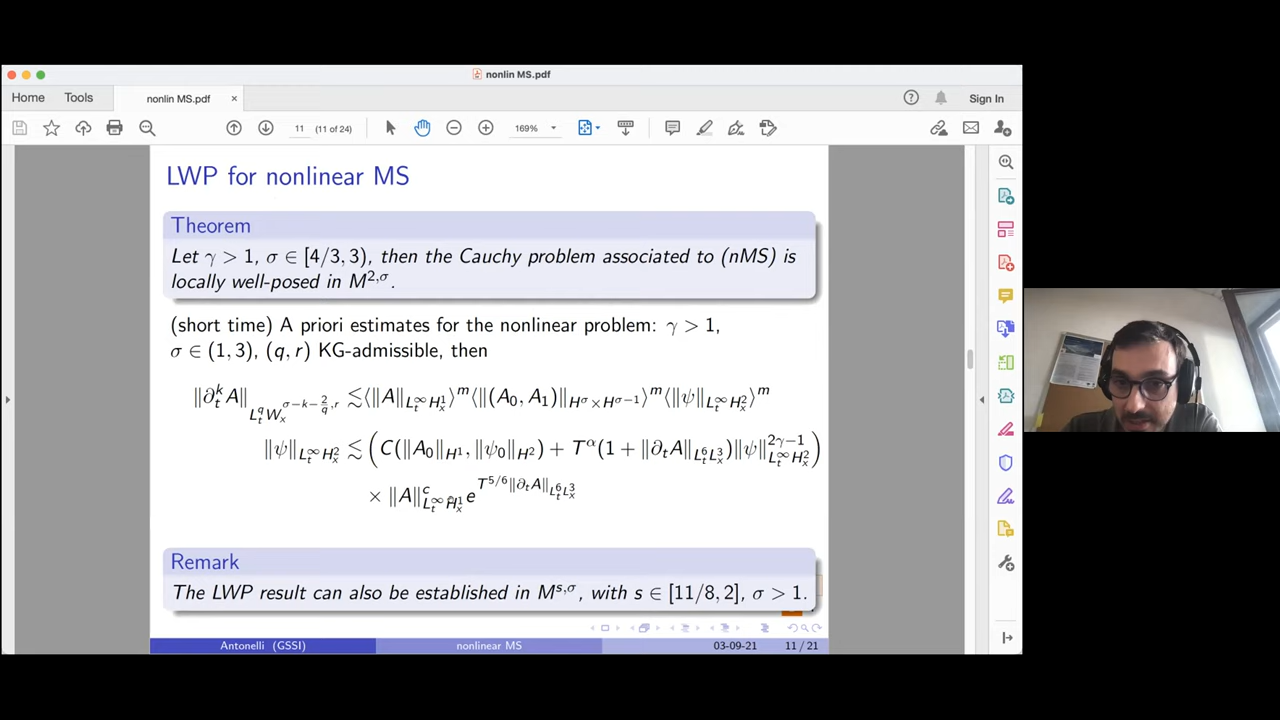 nonlin MS.pdf
Home Tools nonlin MS.pdf × Sign In
11 (11 of 24) 169%
LWP for nonlinear MS
Theorem
Let γ > 1, σ ∈ [4/3, 3), then the Cauchy problem associated to (nMS) is
locally well-posed in M^{2,σ}.
(short time) A priori estimates for the nonlinear problem: γ > 1,
σ ∈ (1, 3), (q, r) KG-admissible, then
‖∂_t^k A‖_{L_t^q W_x^{σ−k−2/q,r}} ≲ ⟨‖A‖_{L_t^∞ H_x^1}⟩^m ⟨‖(A_0, A_1)‖_{H^σ×H^{σ−1}}⟩^m ⟨‖ψ‖_{L_t^∞ H_x^2}⟩^m
‖ψ‖_{L_t^∞ H_x^2} ≲ (C(‖A_0‖_{H^1}, ‖ψ_0‖_{H^2}) + T^α(1 + ‖∂_t A‖_{L_t^6 L_x^3})‖ψ‖_{L_t^∞ H_x^2}^{2γ−1})
× ‖A‖_{L_t^∞ H_x^1}^c e^{T^{5/6}‖∂_t A‖_{L_t^6 L_x^3}}
Remark
The LWP result can also be established in M^{s,σ}, with s ∈ [11/8, 2], σ > 1.
Antonelli (GSSI) nonlinear MS 03-09-21 11 / 21